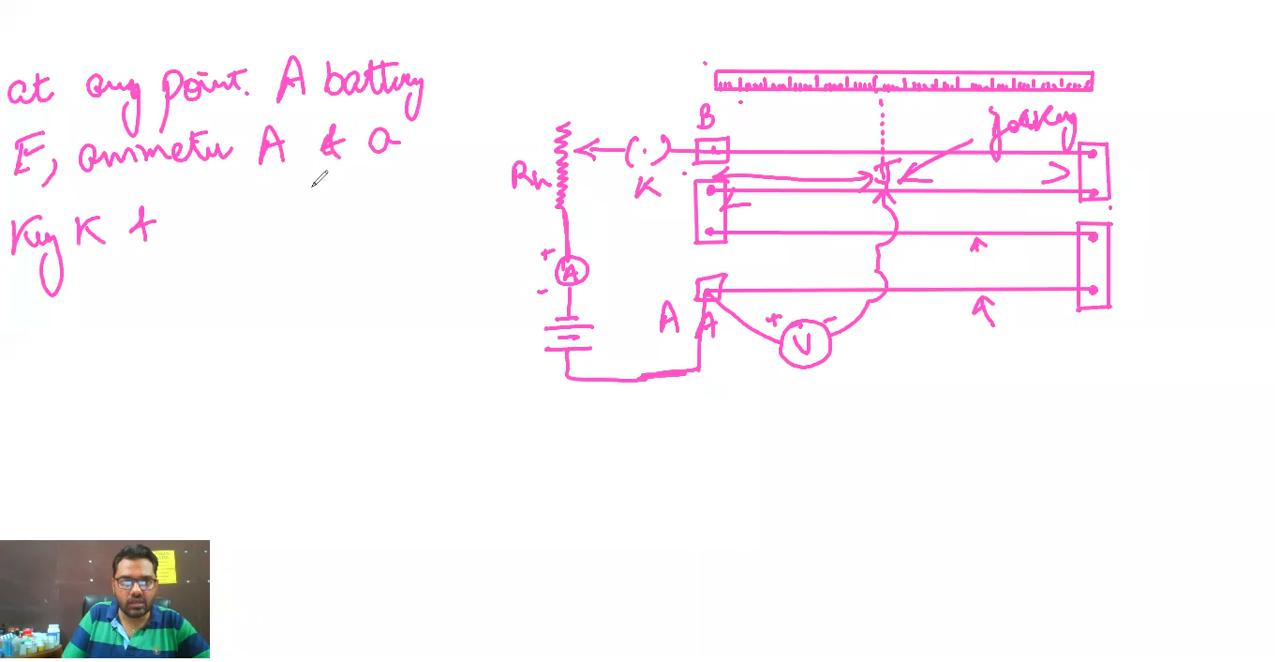 at any point. A battery
E, ammeter A & a
Key K &
B
Jockey
Rh
K
J
+
A
-
A
A
+
V
-